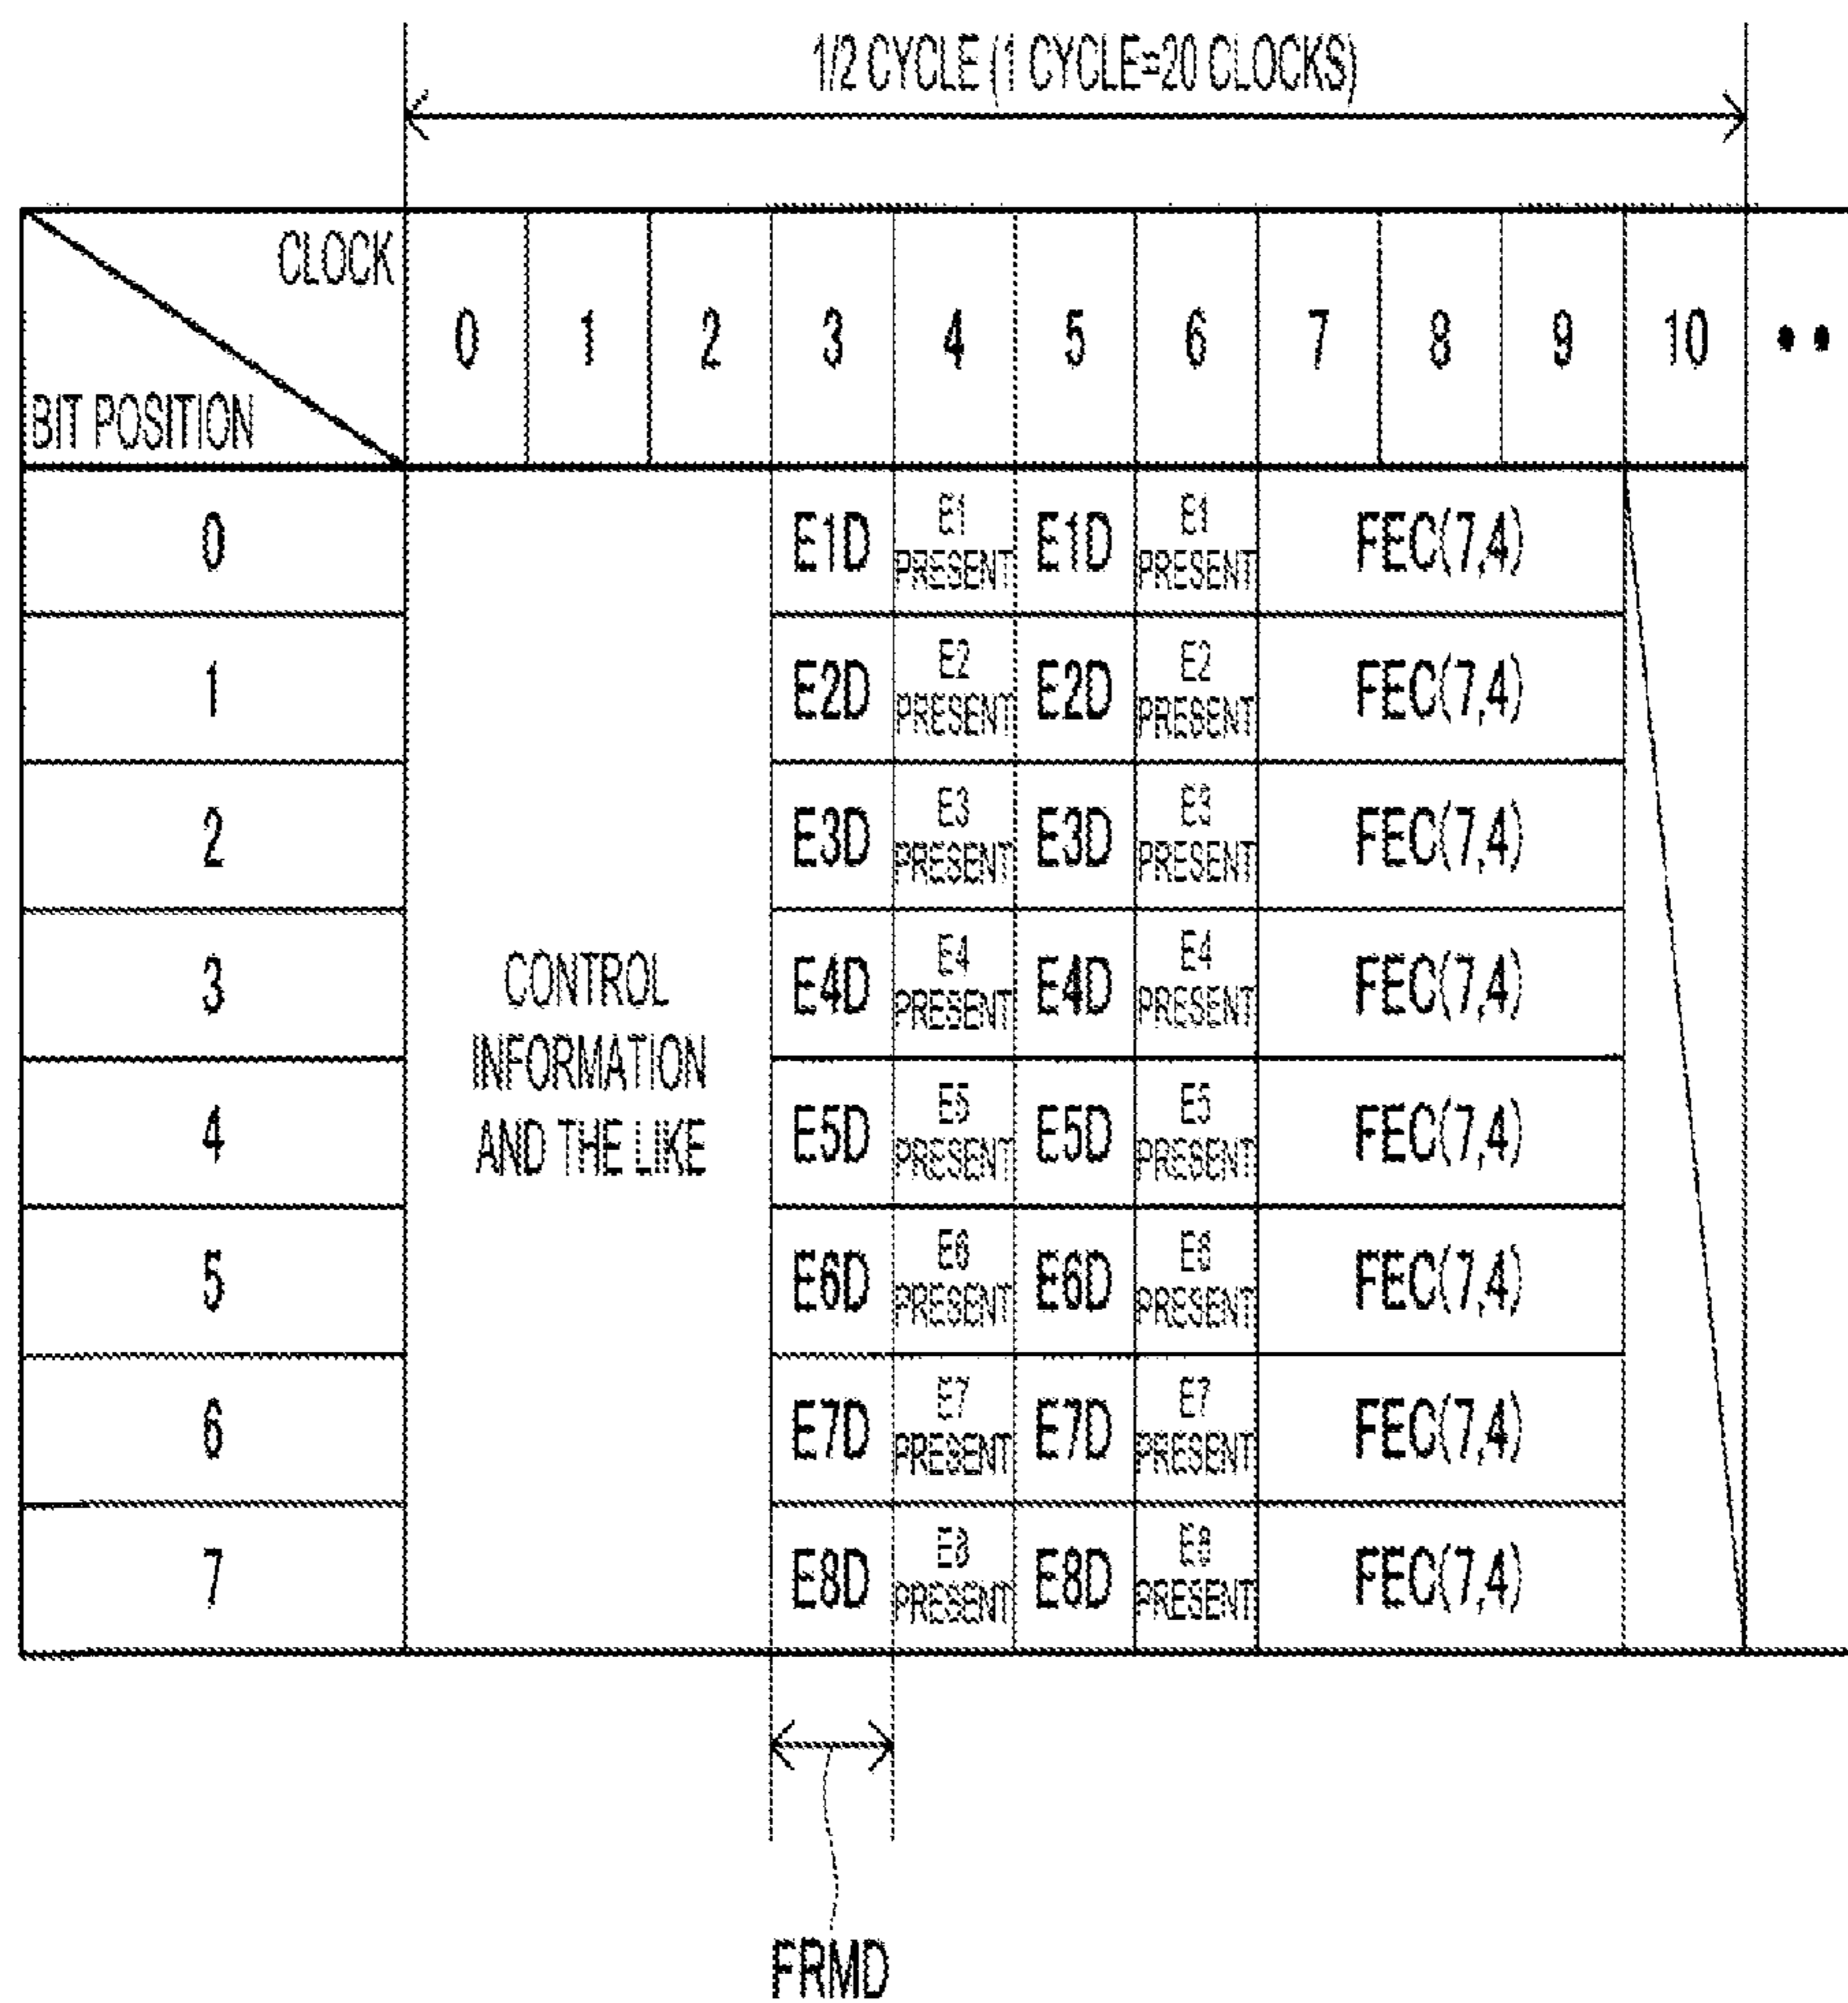 1/2 CYCLE (1 CYCLE=20 CLOCKS)
CLOCK
BIT POSITION
0 1 2 3 4 5 6 7 8 9 10 ••
0 E1D E1 PRESENT E1D E1 PRESENT FEC(7,4)
1 E2D E2 PRESENT E2D E2 PRESENT FEC(7,4)
2 E3D E3 PRESENT E3D E3 PRESENT FEC(7,4)
3 E4D E4 PRESENT E4D E4 PRESENT FEC(7,4)
CONTROL
INFORMATION
AND THE LIKE
4 E5D E5 PRESENT E5D E5 PRESENT FEC(7,4)
5 E6D E6 PRESENT E6D E6 PRESENT FEC(7,4)
6 E7D E7 PRESENT E7D E7 PRESENT FEC(7,4)
7 E8D E8 PRESENT E8D E8 PRESENT FEC(7,4)
FRMD